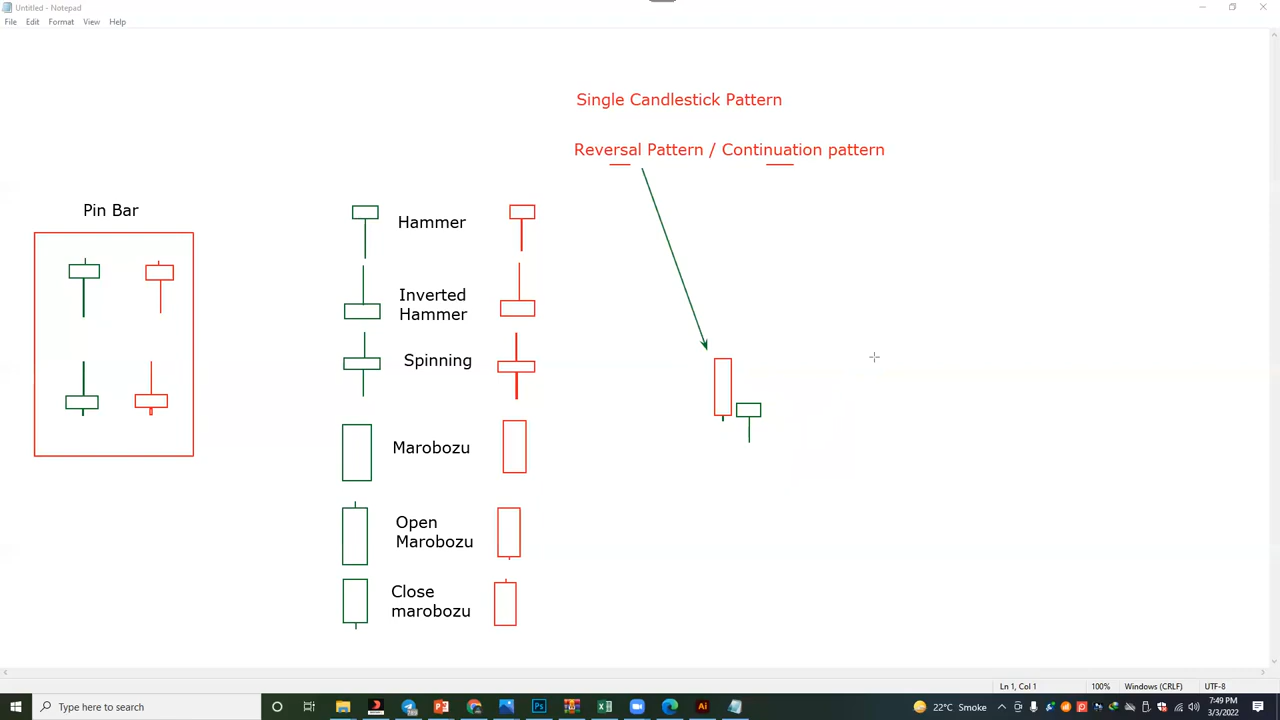 Untitled - Notepad
File Edit Format View Help
Single Candlestick Pattern
Reversal Pattern / Continuation pattern
Pin Bar
Hammer
Inverted
Hammer
Spinning
Marobozu
Open
Marobozu
Close
marobozu
Ln 1, Col 1
100%
Windows (CRLF)
UTF-8
Type here to search
22°C Smoke
7:49 PM
3/3/2022